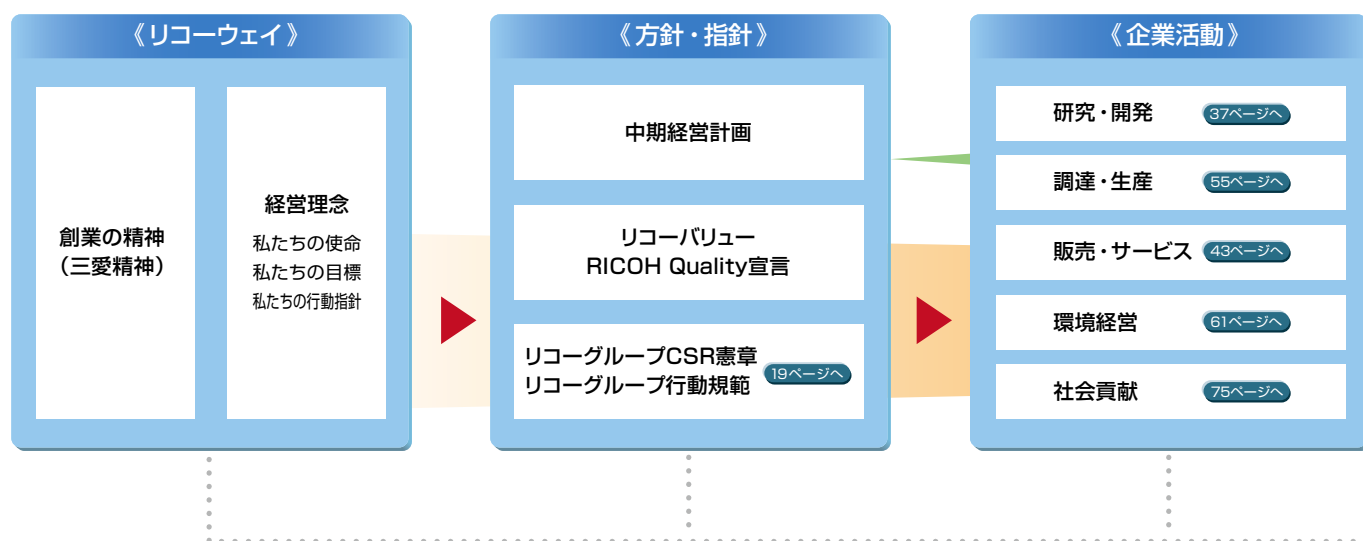 《リコーウェイ》
創業の精神
（三愛精神）
経営理念
私たちの使命
私たちの目標
私たちの行動指針
《方針・指針》
中期経営計画
リコーバリュー
RICOH Quality宣言
リコーグループCSR憲章
リコーグループ行動規範
19ページへ
《企業活動》
研究・開発 37ページへ
調達・生産 55ページへ
販売・サービス 43ページへ
環境経営 61ページへ
社会貢献 75ページへ